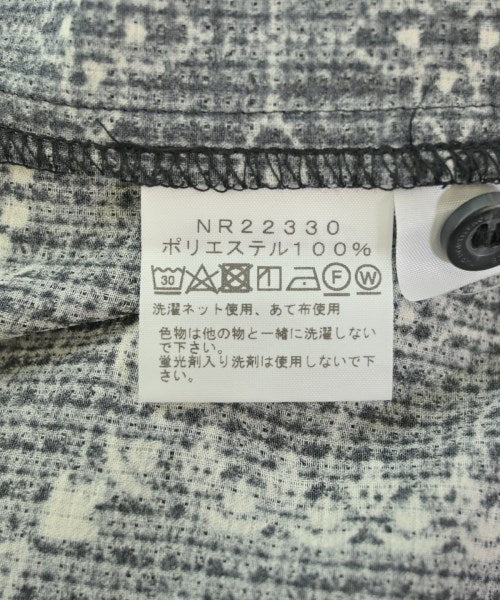 NR22330
ポリエステル100%
30 F W
洗濯ネット使用、あて布使用
色物は他の物と一緒に洗濯しない
で下さい。
蛍光剤入り洗剤は使用しないで下
さい。